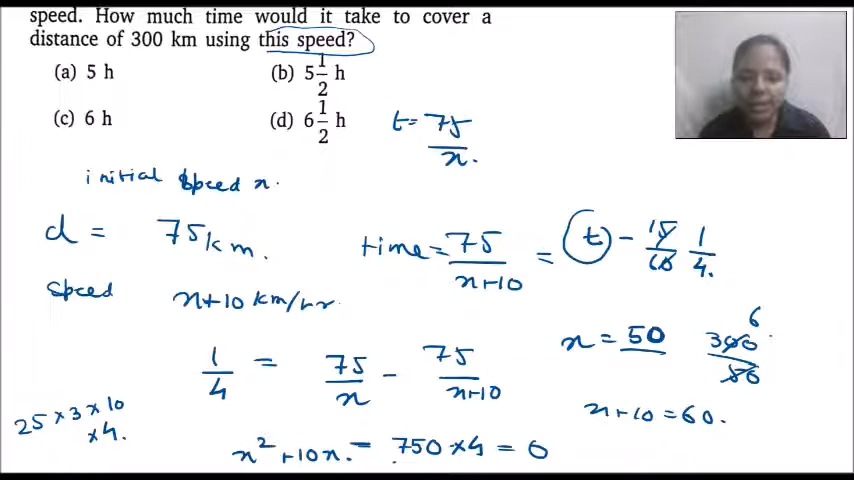 speed. How much time would it take to cover a
distance of 300 km using this speed?
(a) 5 h
(b) 5 1/2 h
(c) 6 h
(d) 6 1/2 h
t = 75/x.
initial speed x.
d = 75 km.
time = 75/(x+10) = t - 15/60 1/4.
speed x+10 km/hr.
x = 50
300/50 6
1/4 = 75/x - 75/(x+10)
x+10 = 60.
25 × 3 × 10
× 4.
x² + 10x. - 750 × 4 = 0